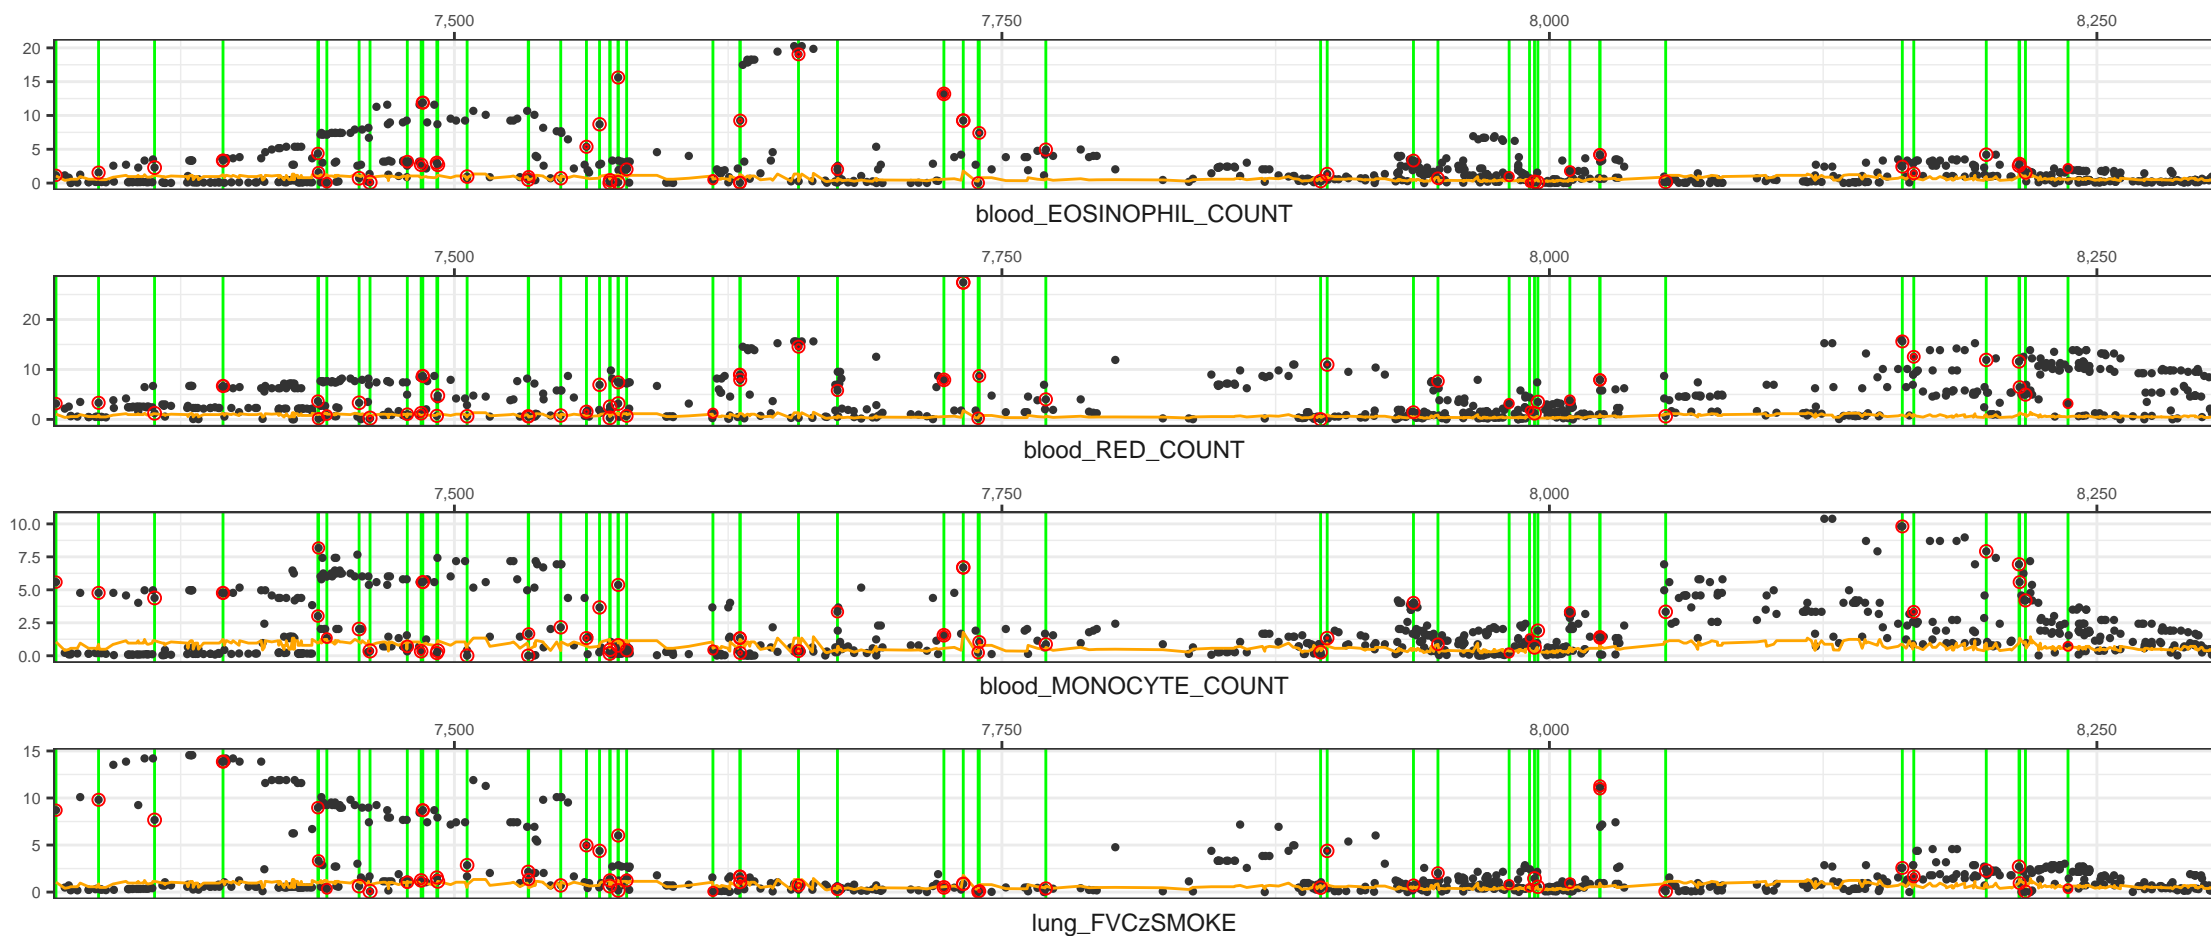 7,500 7,750 8,000 8,250
20
15
10
5
0
blood_EOSINOPHIL_COUNT
7,500 7,750 8,000 8,250
20
10
0
blood_RED_COUNT
7,500 7,750 8,000 8,250
10.0
7.5
5.0
2.5
0.0
blood_MONOCYTE_COUNT
7,500 7,750 8,000 8,250
15
10
5
0
lung_FVCzSMOKE